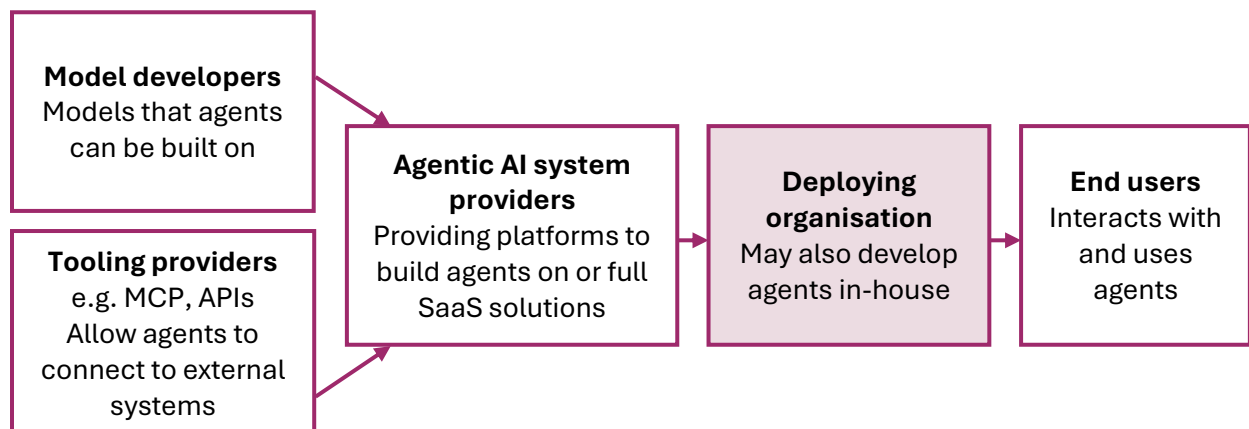 Model developers
Models that agents
can be built on
Tooling providers
e.g. MCP, APIs
Allow agents to
connect to external
systems
Agentic AI system
providers
Providing platforms to
build agents on or full
SaaS solutions
Deploying
organisation
May also develop
agents in-house
End users
Interacts with
and uses
agents